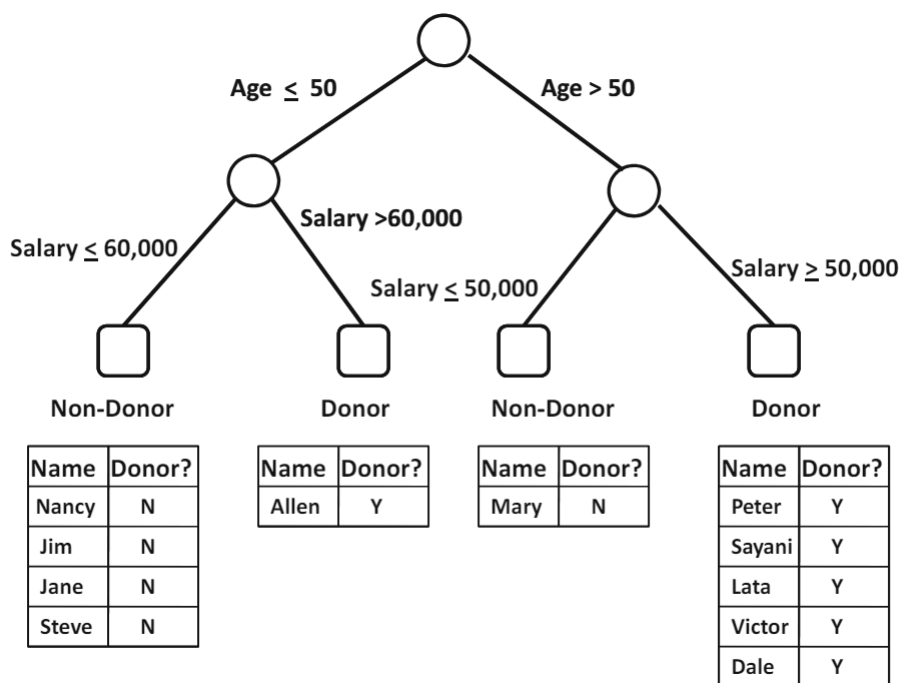 Age ≤ 50
Age > 50
Salary >60,000
Salary ≤ 60,000
Salary ≤ 50,000
Salary ≥ 50,000
Non-Donor
Donor
Non-Donor
Donor
Name Donor?
Nancy N
Jim N
Jane N
Steve N
Name Donor?
Allen Y
Name Donor?
Mary N
Name Donor?
Peter Y
Sayani Y
Lata Y
Victor Y
Dale Y